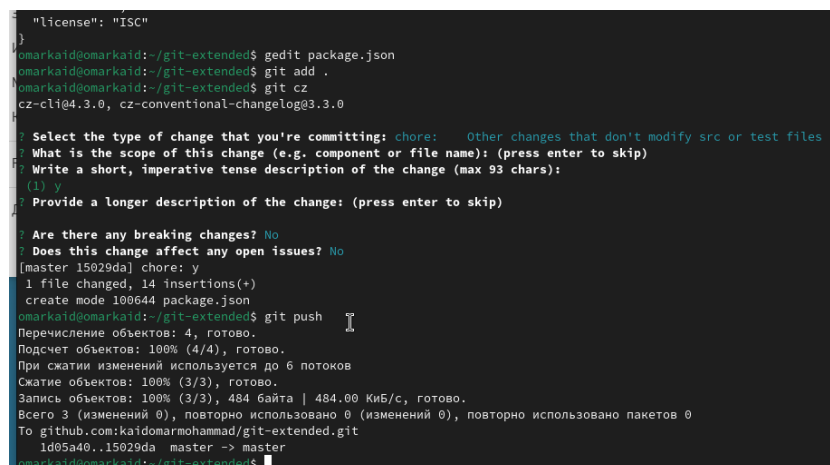 "license": "ISC"
}
omarkaid@omarkaid:~/git-extended$ gedit package.json
omarkaid@omarkaid:~/git-extended$ git add .
omarkaid@omarkaid:~/git-extended$ git cz
cz-cli@4.3.0, cz-conventional-changelog@3.3.0
? Select the type of change that you're committing: chore:    Other changes that don't modify src or test files
? What is the scope of this change (e.g. component or file name): (press enter to skip)
? Write a short, imperative tense description of the change (max 93 chars):
(1) y
? Provide a longer description of the change: (press enter to skip)
? Are there any breaking changes? No
? Does this change affect any open issues? No
[master 15029da] chore: y
1 file changed, 14 insertions(+)
create mode 100644 package.json
omarkaid@omarkaid:~/git-extended$ git push
Перечисление объектов: 4, готово.
Подсчет объектов: 100% (4/4), готово.
При сжатии изменений используется до 6 потоков
Сжатие объектов: 100% (3/3), готово.
Запись объектов: 100% (3/3), 484 байта | 484.00 КиБ/с, готово.
Всего 3 (изменений 0), повторно использовано 0 (изменений 0), повторно использовано пакетов 0
To github.com:kaidomarmohammad/git-extended.git
1d05a40..15029da  master -> master
omarkaid@omarkaid:~/git-extended$